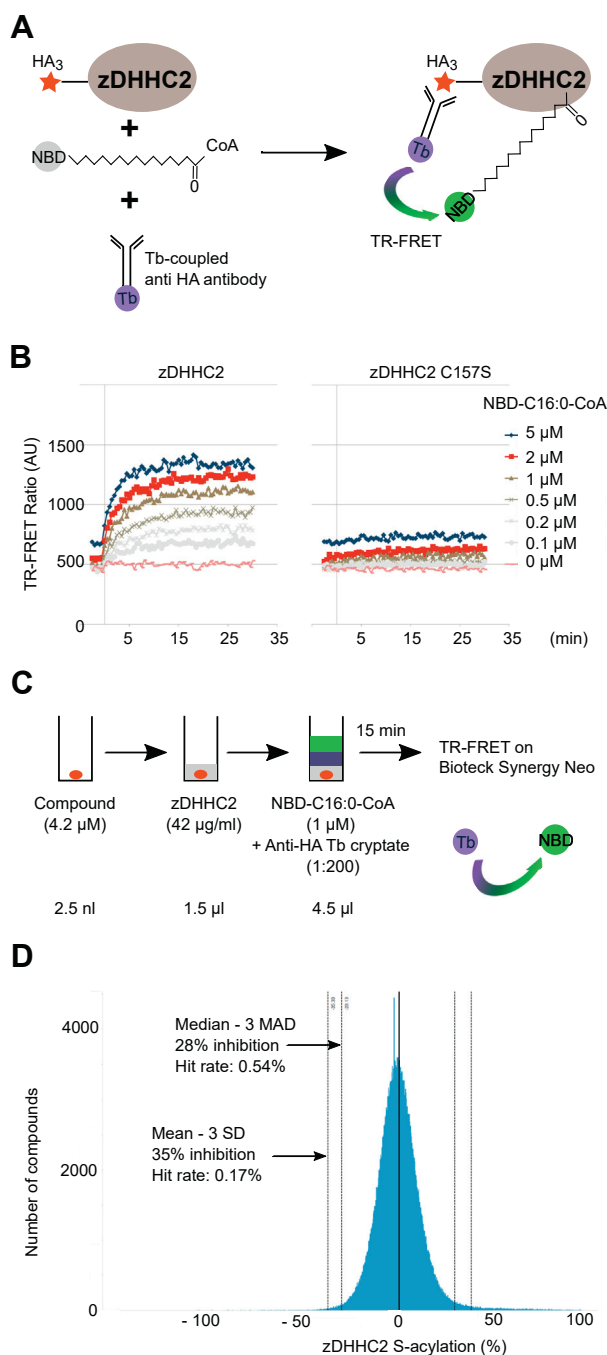 A
HA3
zDHHC2
+
NBD
CoA
O
+
Tb
Tb-coupled
anti HA antibody
HA3
zDHHC2
O
Tb
NBD
TR-FRET
B
zDHHC2
zDHHC2 C157S
NBD-C16:0-CoA
5 µM
2 µM
1 µM
0.5 µM
0.2 µM
0.1 µM
0 µM
TR-FRET Ratio (AU)
1500
1000
500
0
5 15 25 35
5 15 25 35
(min)
C
15 min
TR-FRET on
Bioteck Synergy Neo
Compound
(4.2 µM)
zDHHC2
(42 µg/ml)
NBD-C16:0-CoA
(1 µM)
+ Anti-HA Tb cryptate
(1:200)
Tb
NBD
2.5 nl
1.5 µl
4.5 µl
D
Number of compounds
4000
2000
0
Median - 3 MAD
28% inhibition
Hit rate: 0.54%
Mean - 3 SD
35% inhibition
Hit rate: 0.17%
- 100 - 50 0 50 100
zDHHC2 S-acylation (%)